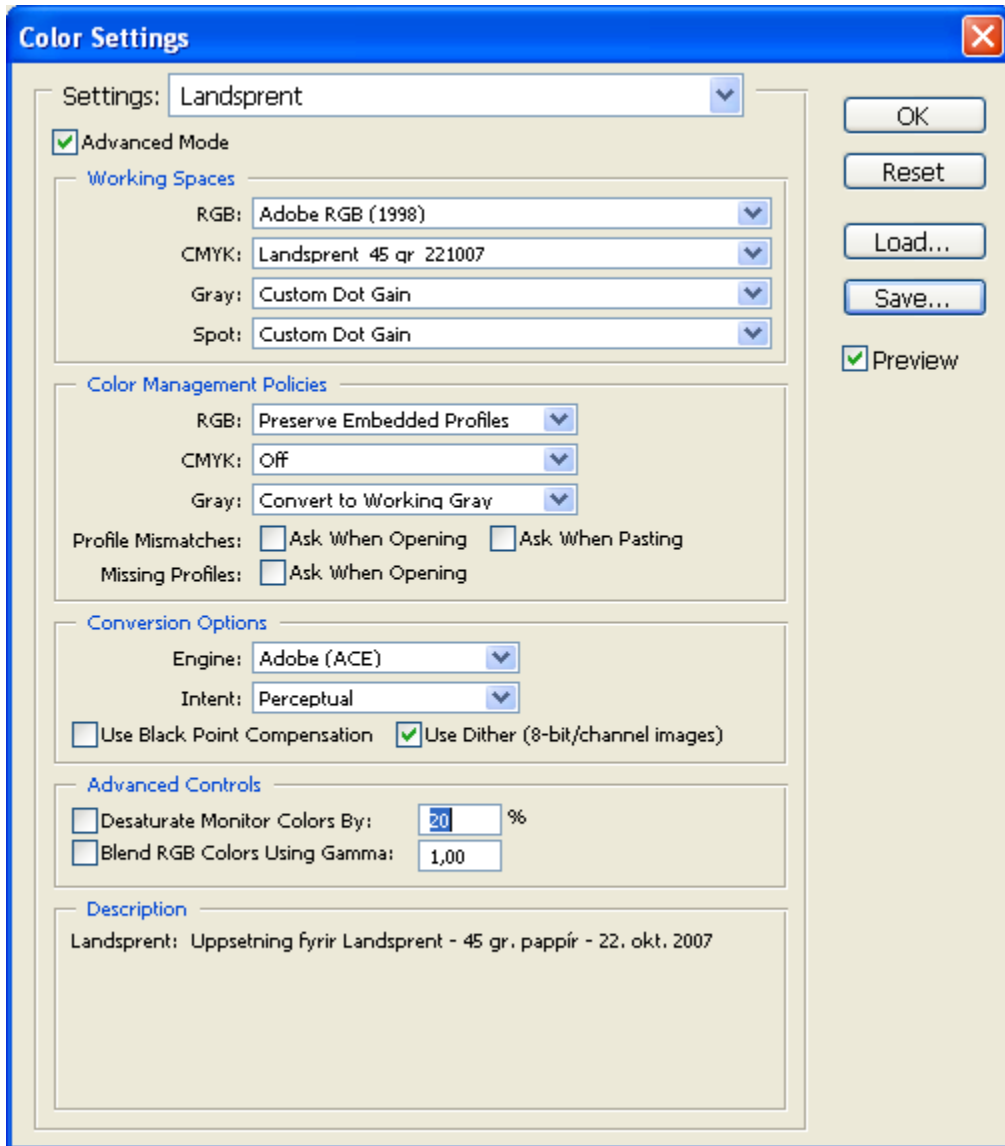 Color Settings
Settings: Landsprent
Advanced Mode
Working Spaces
RGB: Adobe RGB (1998)
CMYK: Landsprent 45 gr 221007
Gray: Custom Dot Gain
Spot: Custom Dot Gain
Color Management Policies
RGB: Preserve Embedded Profiles
CMYK: Off
Gray: Convert to Working Gray
Profile Mismatches: Ask When Opening Ask When Pasting
Missing Profiles: Ask When Opening
Conversion Options
Engine: Adobe (ACE)
Intent: Perceptual
Use Black Point Compensation Use Dither (8-bit/channel images)
Advanced Controls
Desaturate Monitor Colors By: 20 %
Blend RGB Colors Using Gamma: 1,00
Description
Landsprent: Uppsetning fyrir Landsprent - 45 gr. pappír - 22. okt. 2007
OK
Reset
Load...
Save...
Preview